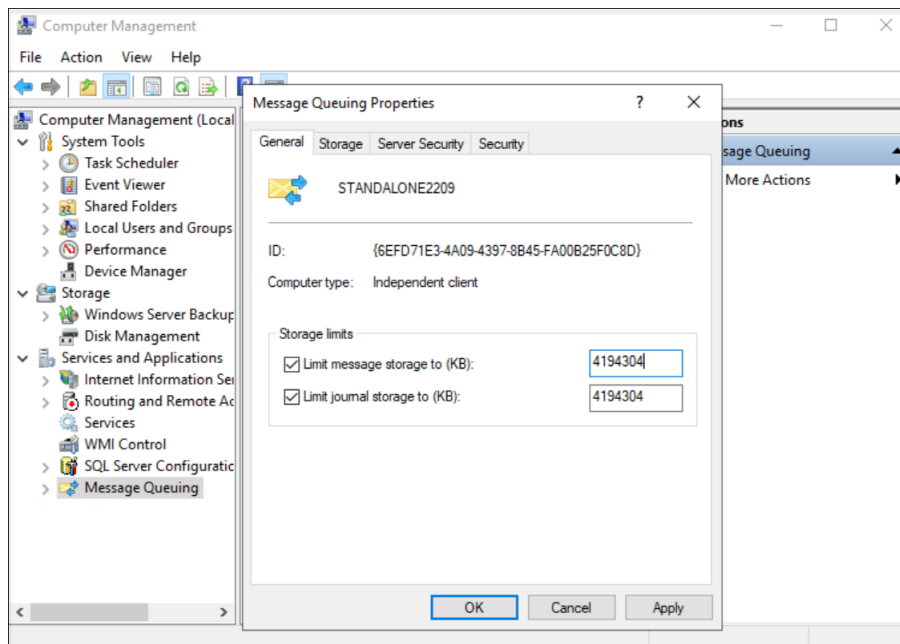 Computer Management
File Action View Help
Computer Management (Local
System Tools
Task Scheduler
Event Viewer
Shared Folders
Local Users and Groups
Performance
Device Manager
Storage
Windows Server Backup
Disk Management
Services and Applications
Internet Information Ser
Routing and Remote Ac
Services
WMI Control
SQL Server Configuratic
Message Queuing
Message Queuing Properties
?
General Storage Server Security Security
STANDALONE2209
ID: {6EFD71E3-4A09-4397-8B45-FA00B25F0C8D}
Computer type: Independent client
Storage limits
Limit message storage to (KB): 4194304
Limit journal storage to (KB): 4194304
OK Cancel Apply
ons
sage Queuing
More Actions